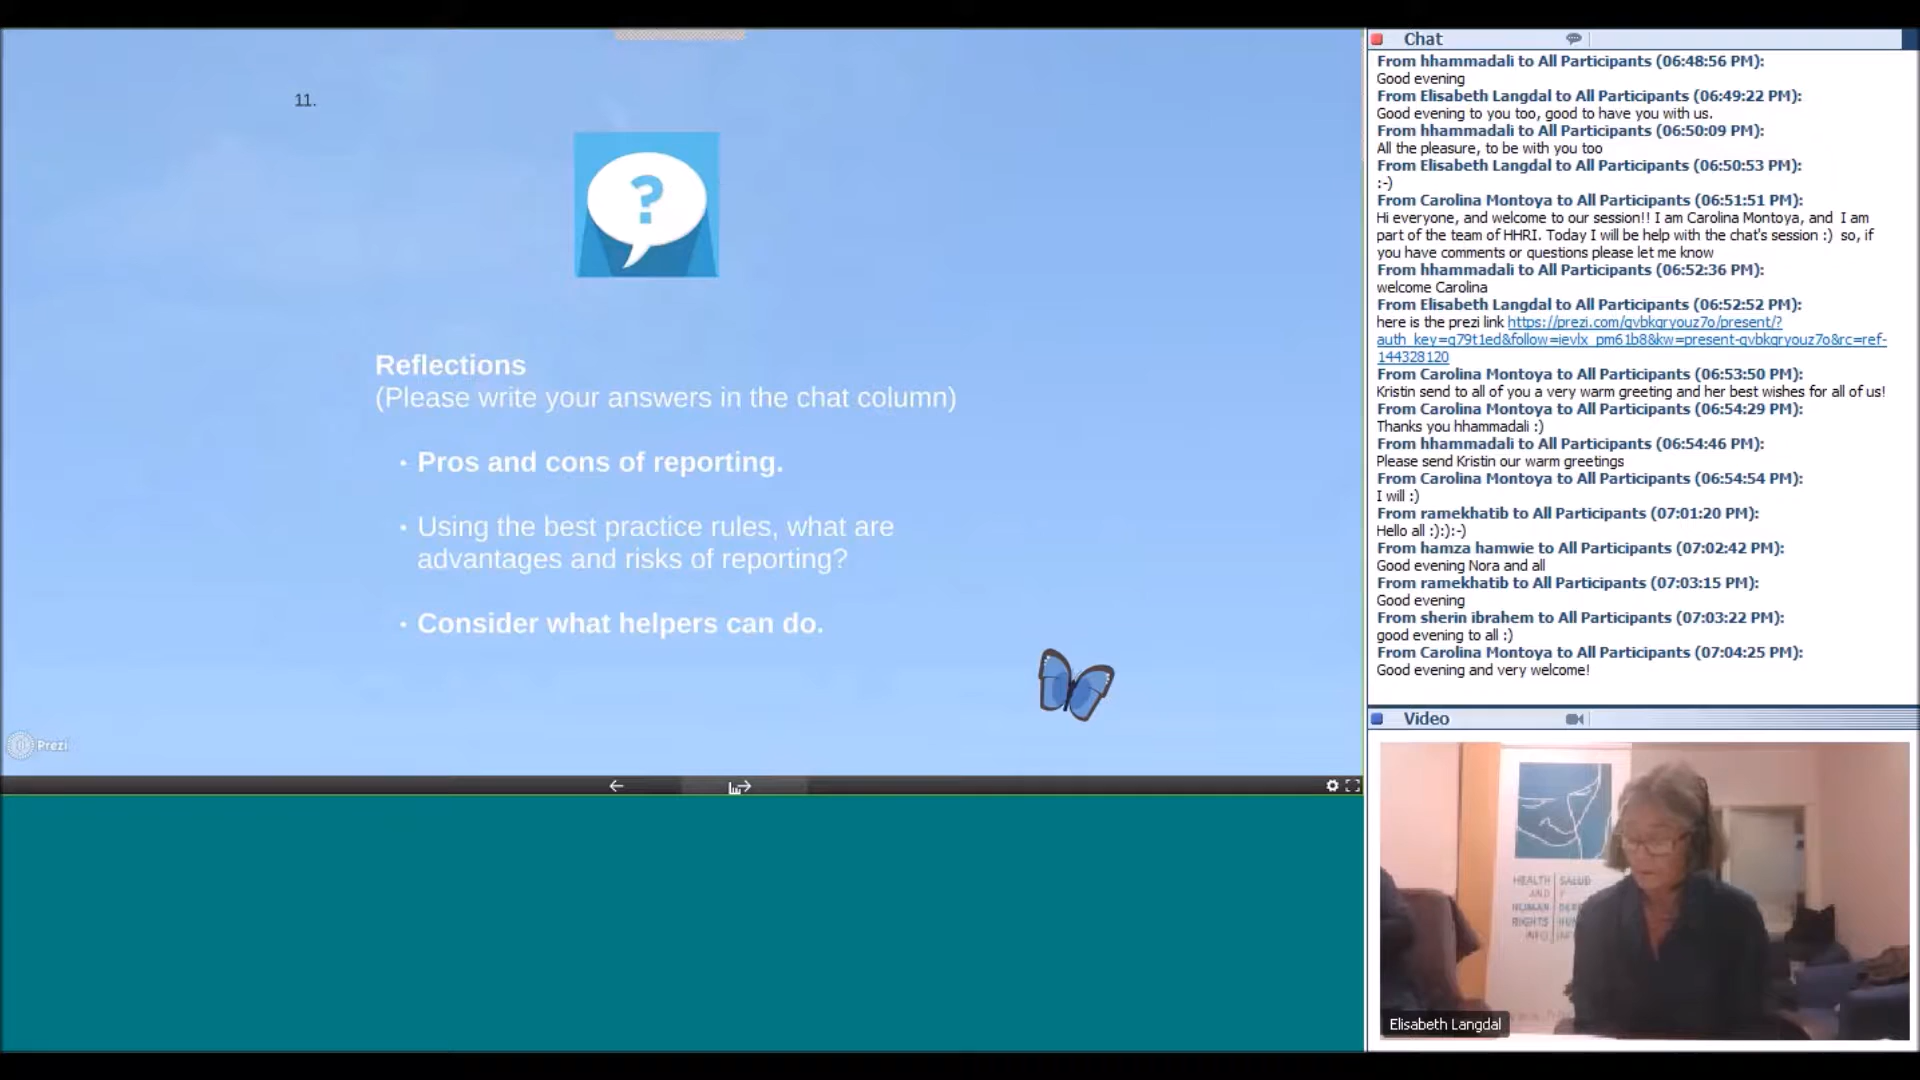 11.
?
Reflections
(Please write your answers in the chat column)
• Pros and cons of reporting.
• Using the best practice rules, what are
advantages and risks of reporting?
• Consider what helpers can do.
Prezi
Chat
From hhammadali to All Participants (06:48:56 PM):
Good evening
From Elisabeth Langdal to All Participants (06:49:22 PM):
Good evening to you too, good to have you with us.
From hhammadali to All Participants (06:50:09 PM):
All the pleasure, to be with you too
From Elisabeth Langdal to All Participants (06:50:53 PM):
:-)
From Carolina Montoya to All Participants (06:51:51 PM):
Hi everyone, and welcome to our session!! I am Carolina Montoya, and I am
part of the team of HHRI. Today I will be help with the chat's session :) so, if
you have comments or questions please let me know
From hhammadali to All Participants (06:52:36 PM):
welcome Carolina
From Elisabeth Langdal to All Participants (06:52:52 PM):
here is the prezi link https://prezi.com/gvbkgryouz7o/present/?
auth_key=q79t1ed&follow=ievlx_pm61b8&kw=present-gvbkgryouz7o&rc=ref-
144328120
From Carolina Montoya to All Participants (06:53:50 PM):
Kristin send to all of you a very warm greeting and her best wishes for all of us!
From Carolina Montoya to All Participants (06:54:29 PM):
Thanks you hhammadali :)
From hhammadali to All Participants (06:54:46 PM):
Please send Kristin our warm greetings
From Carolina Montoya to All Participants (06:54:54 PM):
I will :)
From ramekhatib to All Participants (07:01:20 PM):
Hello all :):):-)
From hamza hamwie to All Participants (07:02:42 PM):
Good evening Nora and all
From ramekhatib to All Participants (07:03:15 PM):
Good evening
From sherin ibrahem to All Participants (07:03:22 PM):
good evening to all :)
From Carolina Montoya to All Participants (07:04:25 PM):
Good evening and very welcome!
Video
HEALTH SALUD
AND Y
HUMAN
RIGHTS
INFO
Elisabeth Langdal